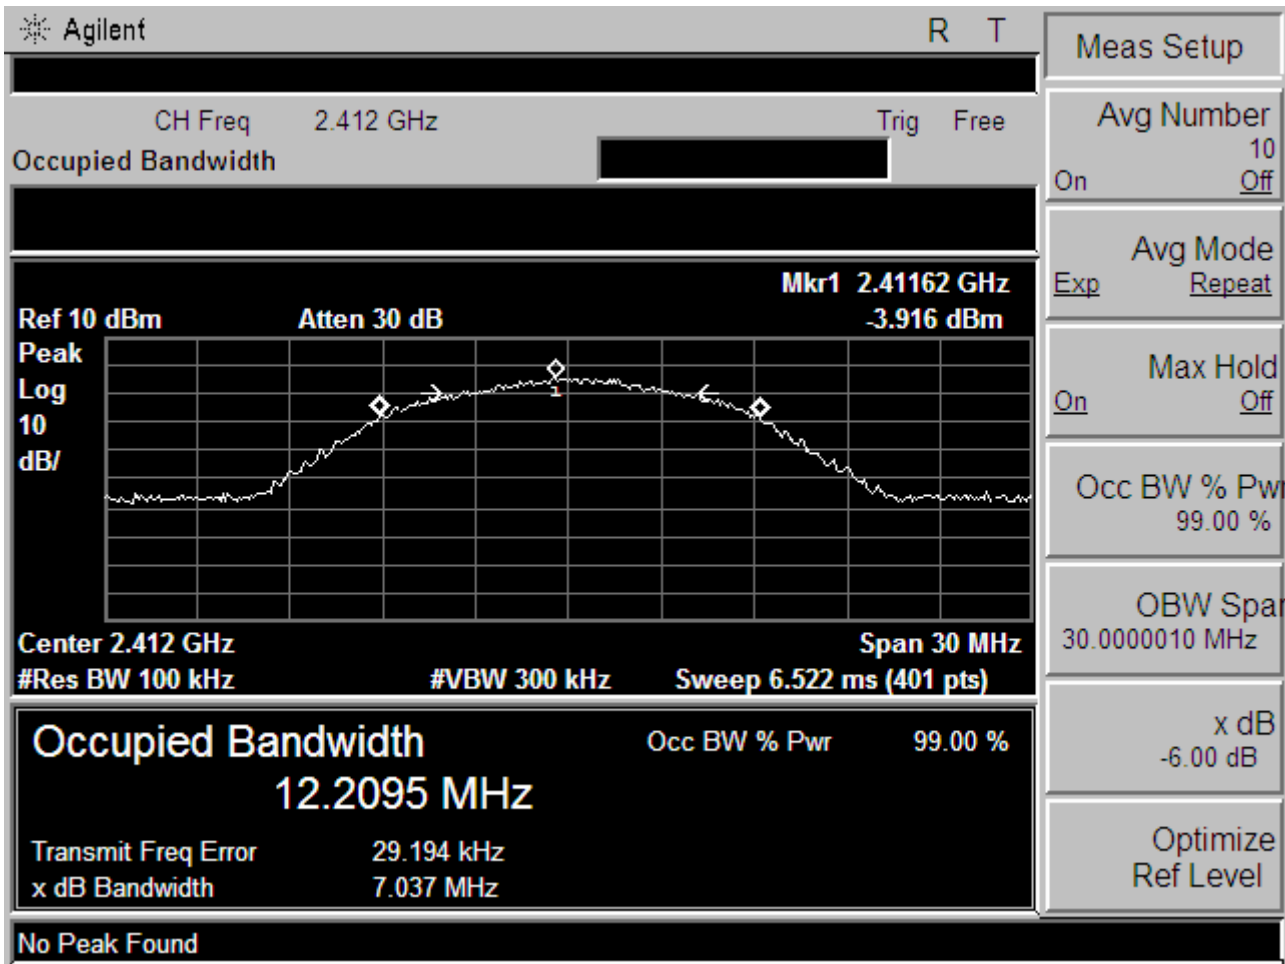 Agilent R T
CH Freq 2.412 GHz Trig Free
Occupied Bandwidth
Mkr1 2.41162 GHz
Ref 10 dBm Atten 30 dB -3.916 dBm
Peak
Log
10
dB/
1
Center 2.412 GHz Span 30 MHz
#Res BW 100 kHz #VBW 300 kHz Sweep 6.522 ms (401 pts)
Occupied Bandwidth Occ BW % Pwr 99.00 %
12.2095 MHz
Transmit Freq Error 29.194 kHz
x dB Bandwidth 7.037 MHz
No Peak Found
Meas Setup
Avg Number
10
On Off
Avg Mode
Exp Repeat
Max Hold
On Off
Occ BW % Pwr
99.00 %
OBW Spar
30.0000010 MHz
x dB
-6.00 dB
Optimize
Ref Level